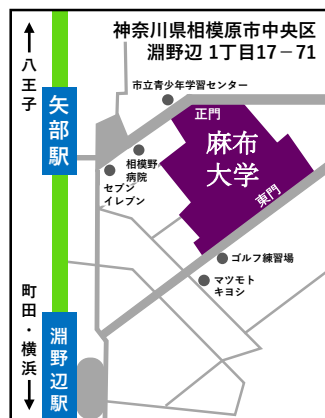 神奈川県相模原市中央区
淵野辺 1丁目17－71
↑
八王子
矢部駅
市立青少年学習センター
正門
麻布
大学
相模野
病院
セブン
イレブン
東門
ゴルフ練習場
マツモト
キヨシ
町田・横浜
↓
淵野辺駅